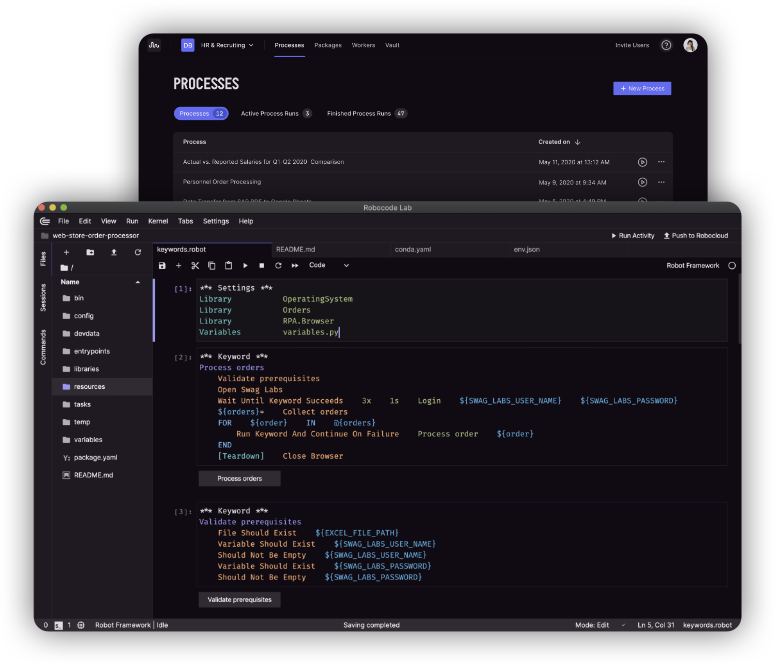 DB HR & Recruiting Processes Packages Workers Vault Invite Users
PROCESSES
+ New Process
Processes 12 Active Process Runs 3 Finished Process Runs 47
Process Created on
Actual vs. Reported Salaries for Q1-Q2 2020 Comparison May 11, 2020 at 13:12 AM
Personnel Order Processing May 9, 2020 at 9:34 AM
Robocode Lab
File Edit View Run Kernel Tabs Settings Help
web-store-order-processor Run Activity Push to Robocloud
keywords.robot README.md conda.yaml env.json
Files
Sessions
Commands
/
Name
bin
config
devdata
entrypoints
libraries
resources
tasks
temp
variables
package.yaml
README.md
Code Robot Framework
[1]: *** Settings ***
Library OperatingSystem
Library Orders
Library RPA.Browser
Variables variables.py
[2]: *** Keyword ***
Process orders
Validate prerequisites
Open Swag Labs
Wait Until Keyword Succeeds 3x 1s Login ${SWAG_LABS_USER_NAME} ${SWAG_LABS_PASSWORD}
${orders}= Collect orders
FOR ${order} IN @{orders}
Run Keyword And Continue On Failure Process order ${order}
END
[Teardown] Close Browser
Process orders
[3]: *** Keyword ***
Validate prerequisites
File Should Exist ${EXCEL_FILE_PATH}
Variable Should Exist ${SWAG_LABS_USER_NAME}
Should Not Be Empty ${SWAG_LABS_USER_NAME}
Variable Should Exist ${SWAG_LABS_PASSWORD}
Should Not Be Empty ${SWAG_LABS_PASSWORD}
Validate prerequisites
0 1 Robot Framework | Idle Saving completed Mode: Edit Ln 5, Col 31 keywords.robot